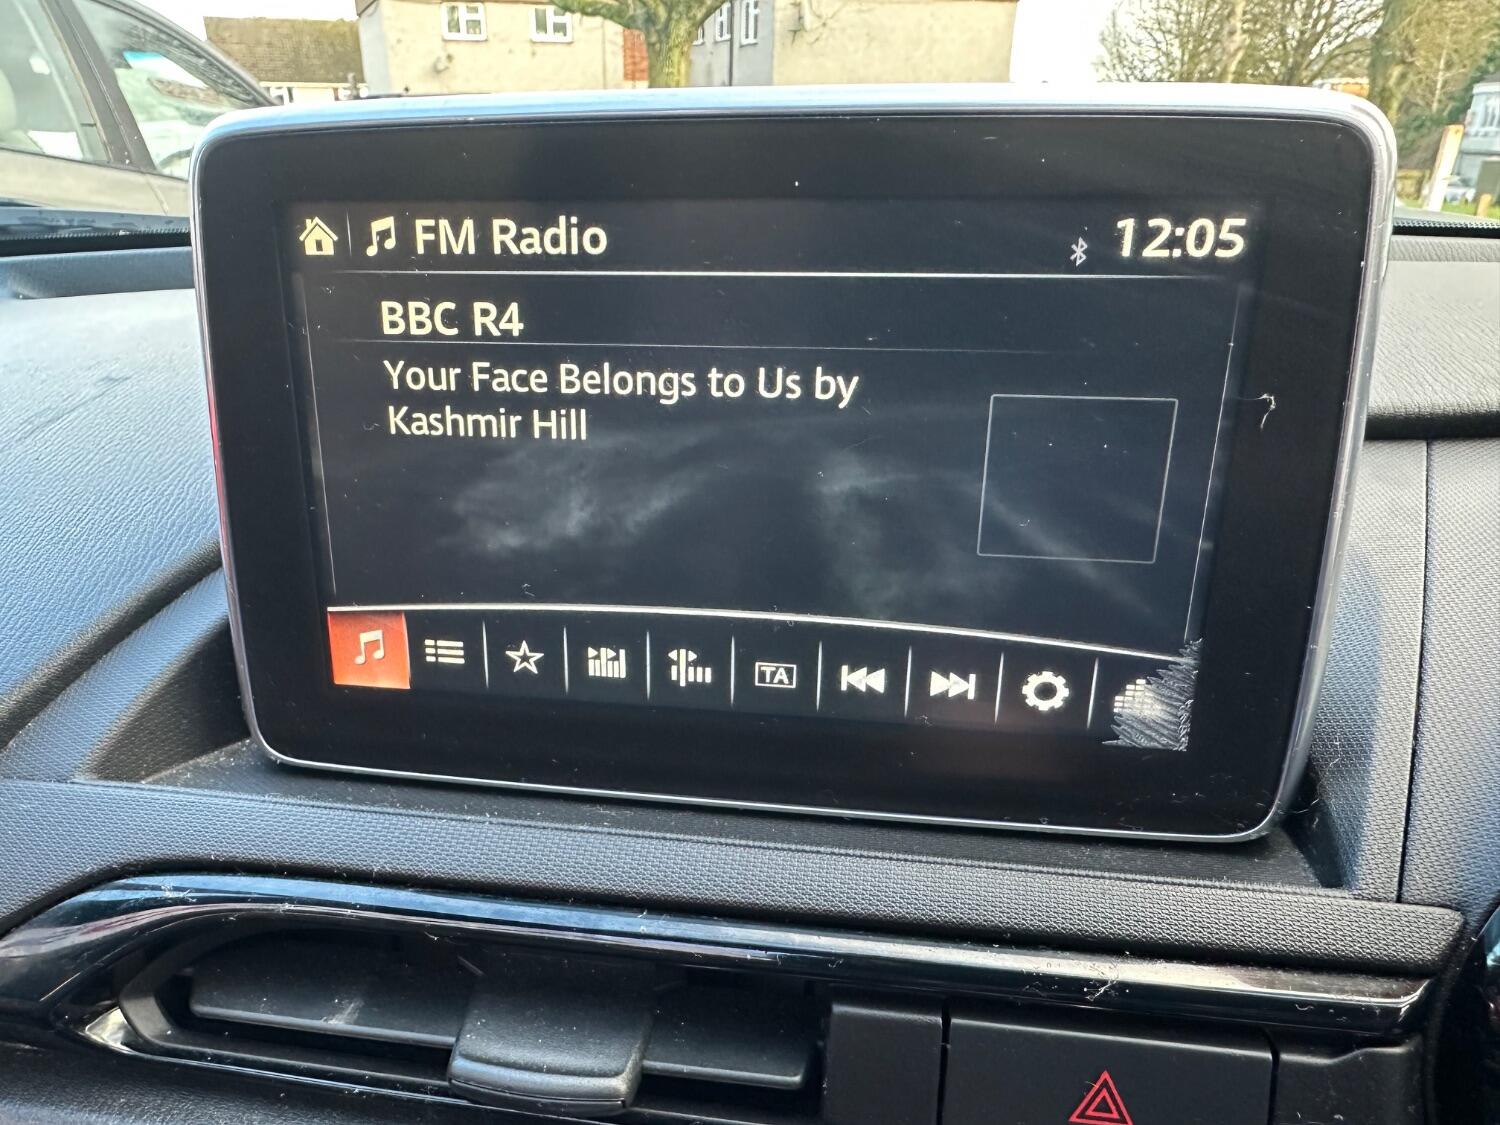 FM Radio
12:05
BBC R4
Your Face Belongs to Us by
Kashmir Hill
TA